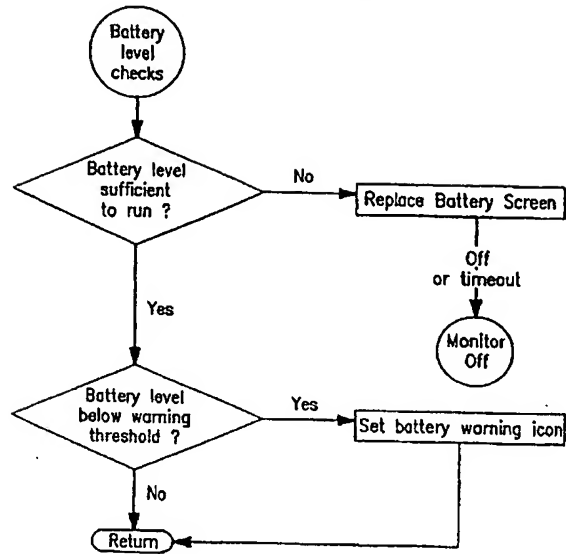 Battery
level
checks
Battery level
sufficient
to run ?
No
Replace Battery Screen
Off
or timeout
Monitor
Off
Yes
Battery level
below warning
threshold ?
Yes
Set battery warning icon
No
Return